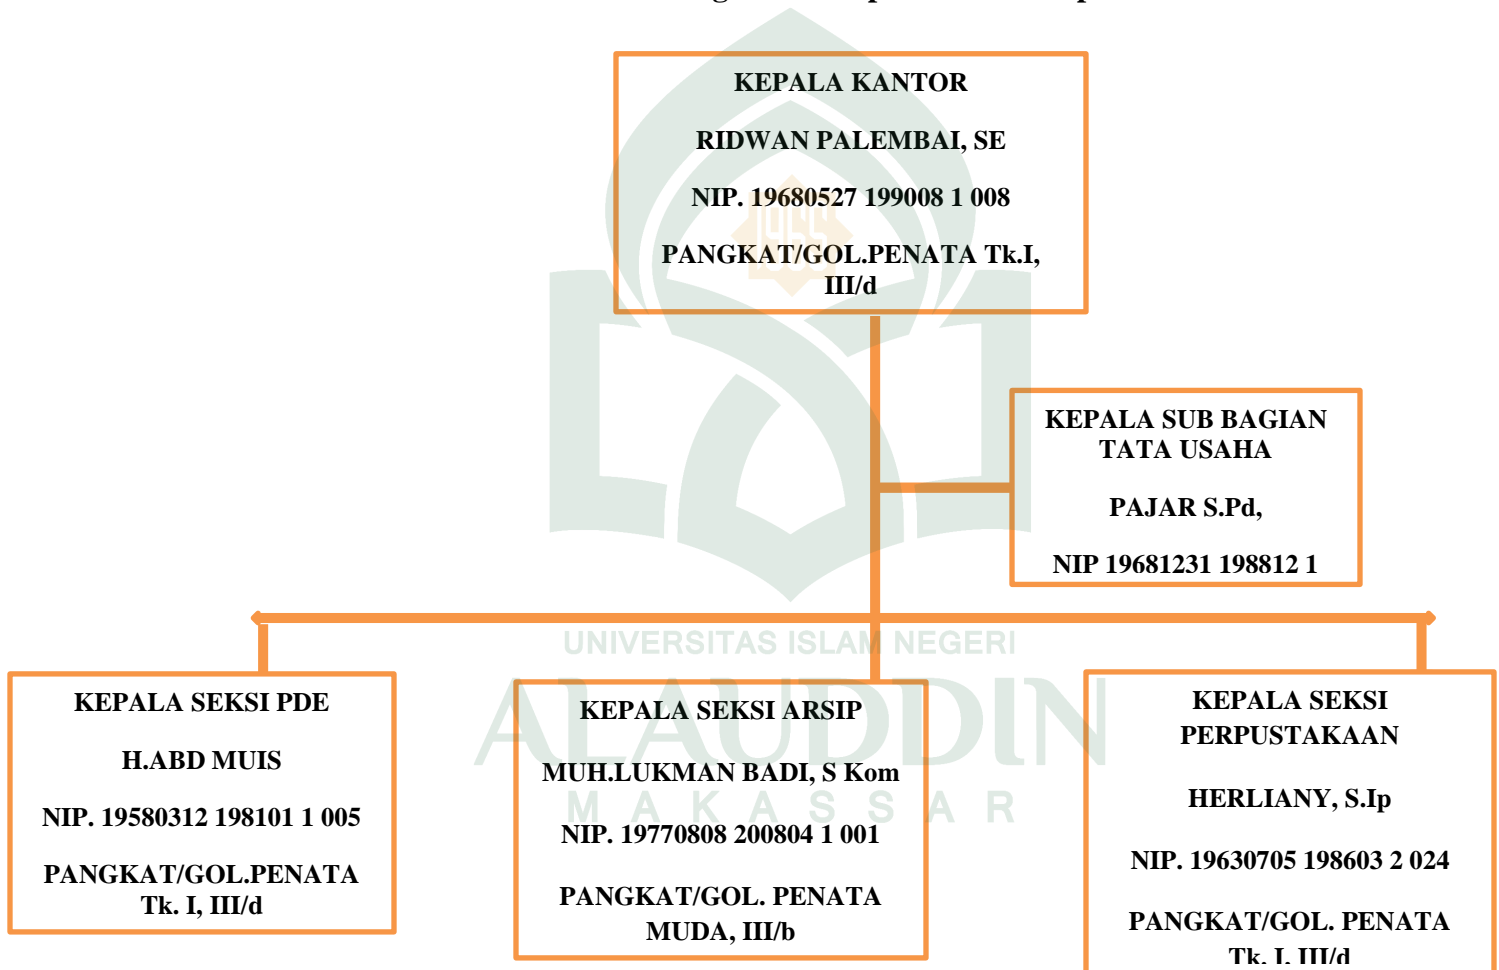 KEPALA KANTOR
RIDWAN PALEMBAI, SE
NIP. 19680527 199008 1 008
PANGKAT/GOL.PENATA Tk.I,
III/d
1965
KEPALA SUB BAGIAN
TATA USAHA
PAJAR S.Pd,
NIP 19681231 198812 1
UNIVERSITAS ISLAM NEGERI
ALAUDDIN
MAKASSAR
KEPALA SEKSI PDE
H.ABD MUIS
NIP. 19580312 198101 1 005
PANGKAT/GOL.PENATA
Tk. I, III/d
KEPALA SEKSI ARSIP
MUH.LUKMAN BADI, S Kom
NIP. 19770808 200804 1 001
PANGKAT/GOL. PENATA
MUDA, III/b
KEPALA SEKSI
PERPUSTAKAAN
HERLIANY, S.Ip
NIP. 19630705 198603 2 024
PANGKAT/GOL. PENATA
Tk. I, III/d